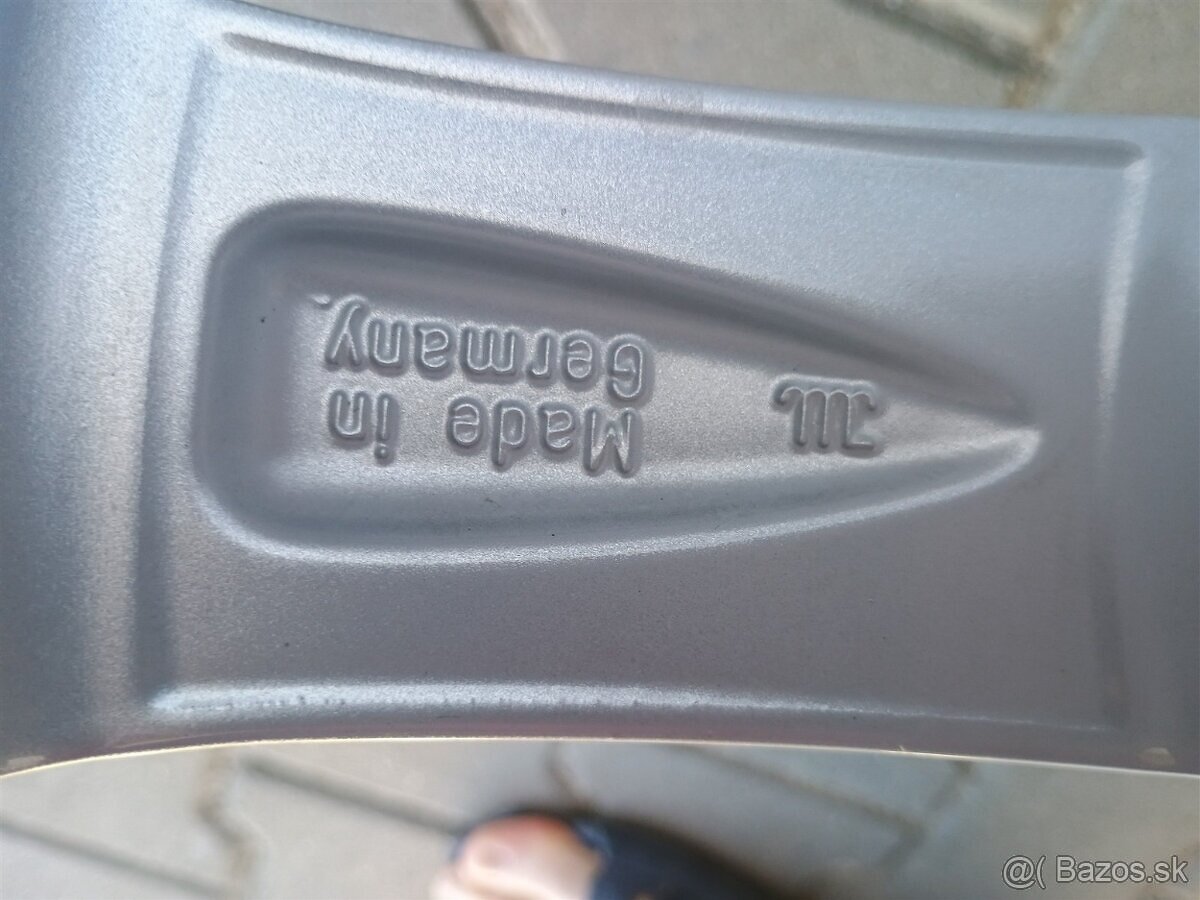 Made in
Germany.
@( Bazos.sk